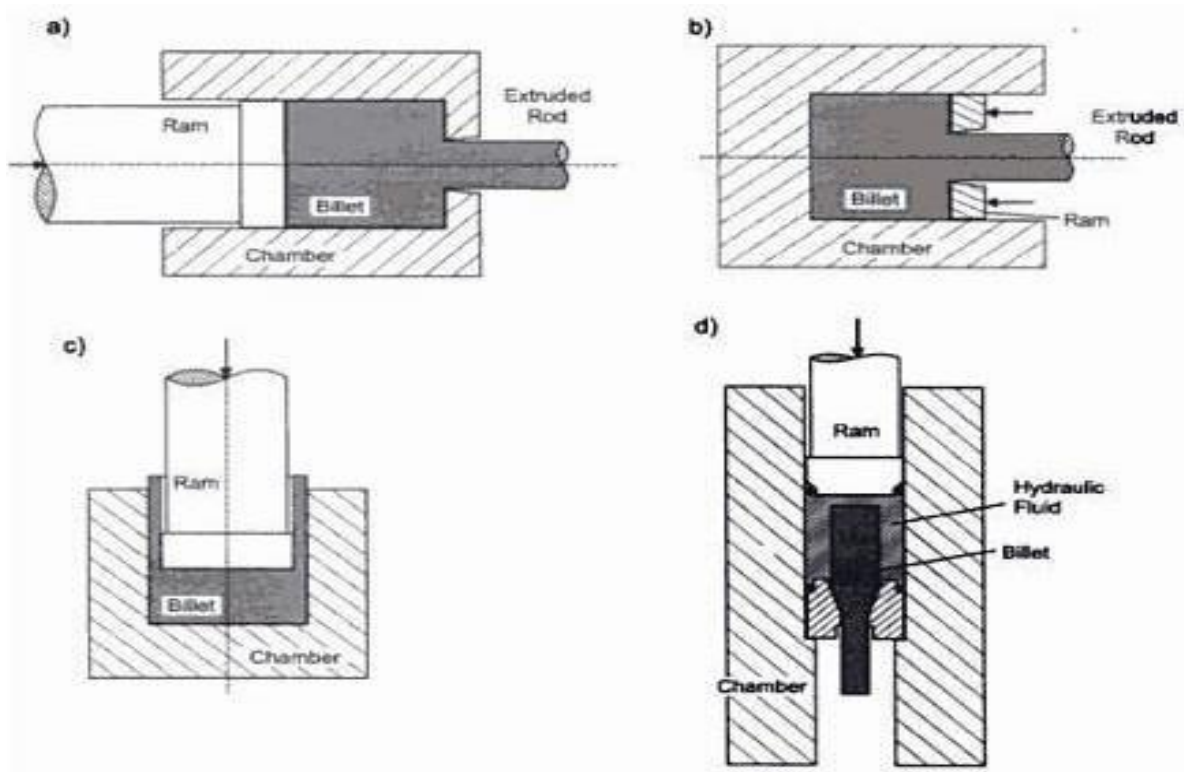 a)
Ram
Extruded
Rod
Billet
Chamber
b)
Extruded
Rod
Billet
Ram
Chamber
c)
Ram
Billet
Chamber
d)
Ram
Hydraulic
Fluid
Billet
Chamber